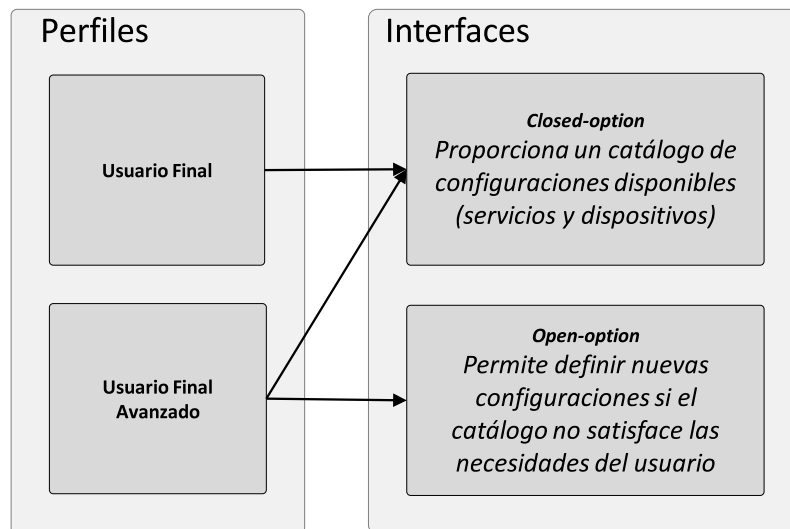 Perfiles
Usuario Final
Usuario Final
Avanzado
Interfaces
Closed-option
Proporciona un catálogo de
configuraciones disponibles
(servicios y dispositivos)
Open-option
Permite definir nuevas
configuraciones si el
catálogo no satisface las
necesidades del usuario